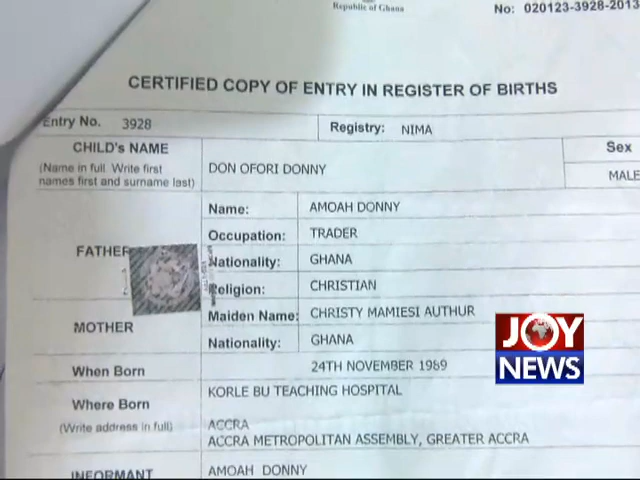 Republic of Ghana
No: 020123-3928-2013
CERTIFIED COPY OF ENTRY IN REGISTER OF BIRTHS
Entry No. 3928 Registry: NIMA
CHILD's NAME
(Name in full. Write first names first and surname last)
DON OFORI DONNY
Sex
MALE
FATHER
Name: AMOAH DONNY
Occupation: TRADER
Nationality: GHANA
Religion: CHRISTIAN
MOTHER
Maiden Name: CHRISTY MAMIESI AUTHUR
Nationality: GHANA
When Born 24TH NOVEMBER 1989
Where Born
(Write address in full)
KORLE BU TEACHING HOSPITAL
ACCRA
ACCRA METROPOLITAN ASSEMBLY, GREATER ACCRA
INFORMANT AMOAH DONNY
JOY
NEWS